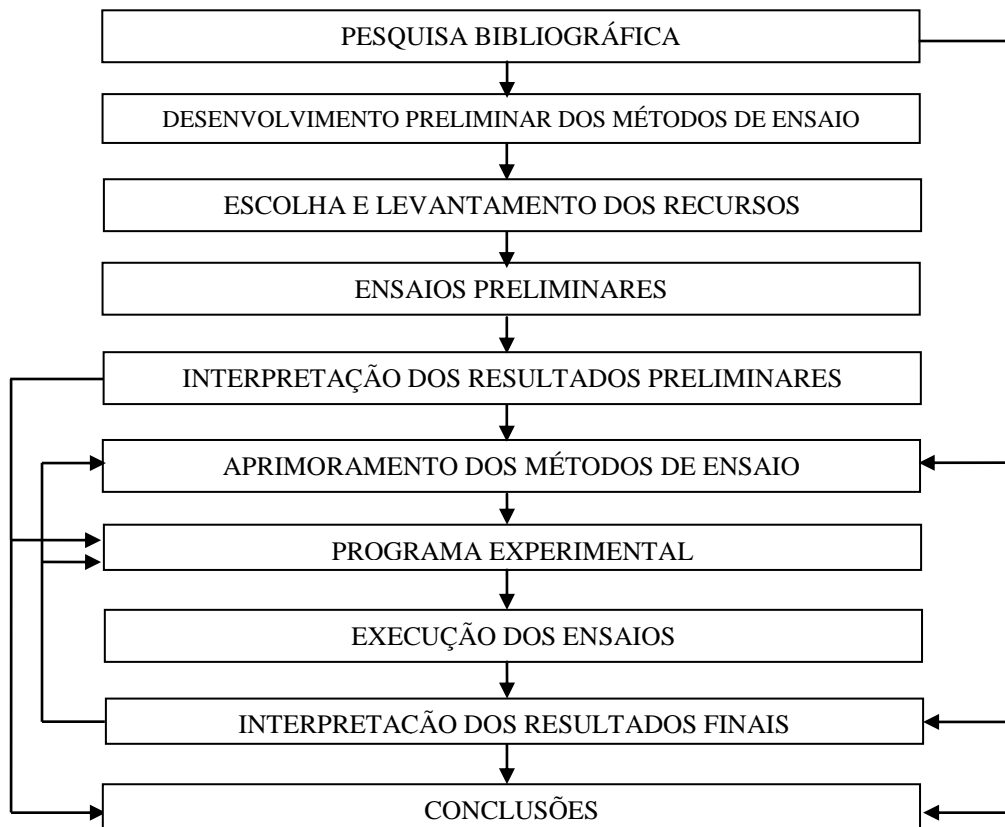 PESQUISA BIBLIOGRÁFICA
DESENVOLVIMENTO PRELIMINAR DOS MÉTODOS DE ENSAIO
ESCOLHA E LEVANTAMENTO DOS RECURSOS
ENSAIOS PRELIMINARES
INTERPRETAÇÃO DOS RESULTADOS PRELIMINARES
APRIMORAMENTO DOS MÉTODOS DE ENSAIO
PROGRAMA EXPERIMENTAL
EXECUÇÃO DOS ENSAIOS
INTERPRETACÃO DOS RESULTADOS FINAIS
CONCLUSÕES